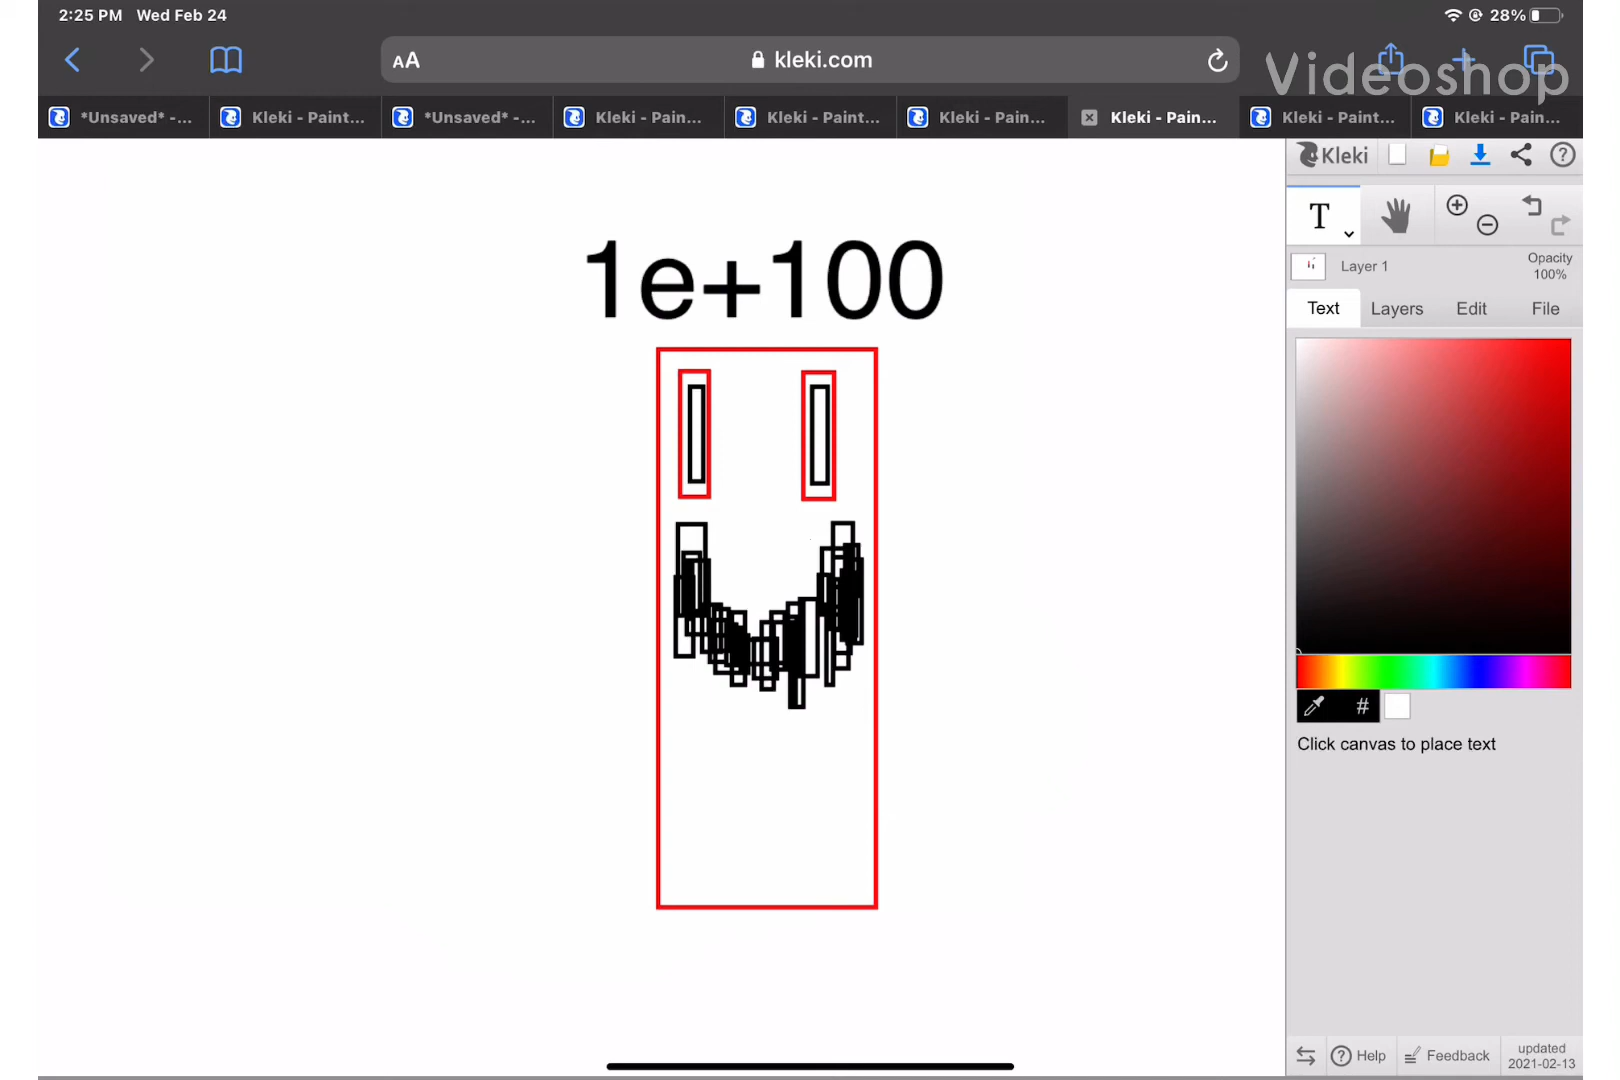 2:25 PM Wed Feb 24 28%
AA kleki.com
Videoshop
*Unsaved* -... Kleki - Paint... *Unsaved* -... Kleki - Pain... Kleki - Paint... Kleki - Pain... Kleki - Pain... Kleki - Paint... Kleki - Pain...
Kleki
T
Layer 1
Opacity
100%
Text Layers Edit File
1e+100
#
Click canvas to place text
Help Feedback
updated
2021-02-13